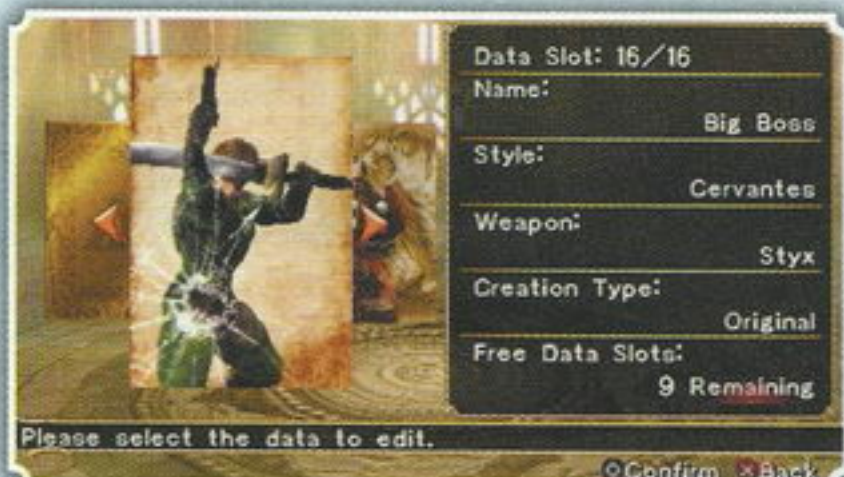 Data Slot: 16/16
Name:
Big Boss
Style:
Cervantes
Weapon:
Styx
Creation Type:
Original
Free Data Slots:
9 Remaining
Please select the data to edit.
Confirm Back